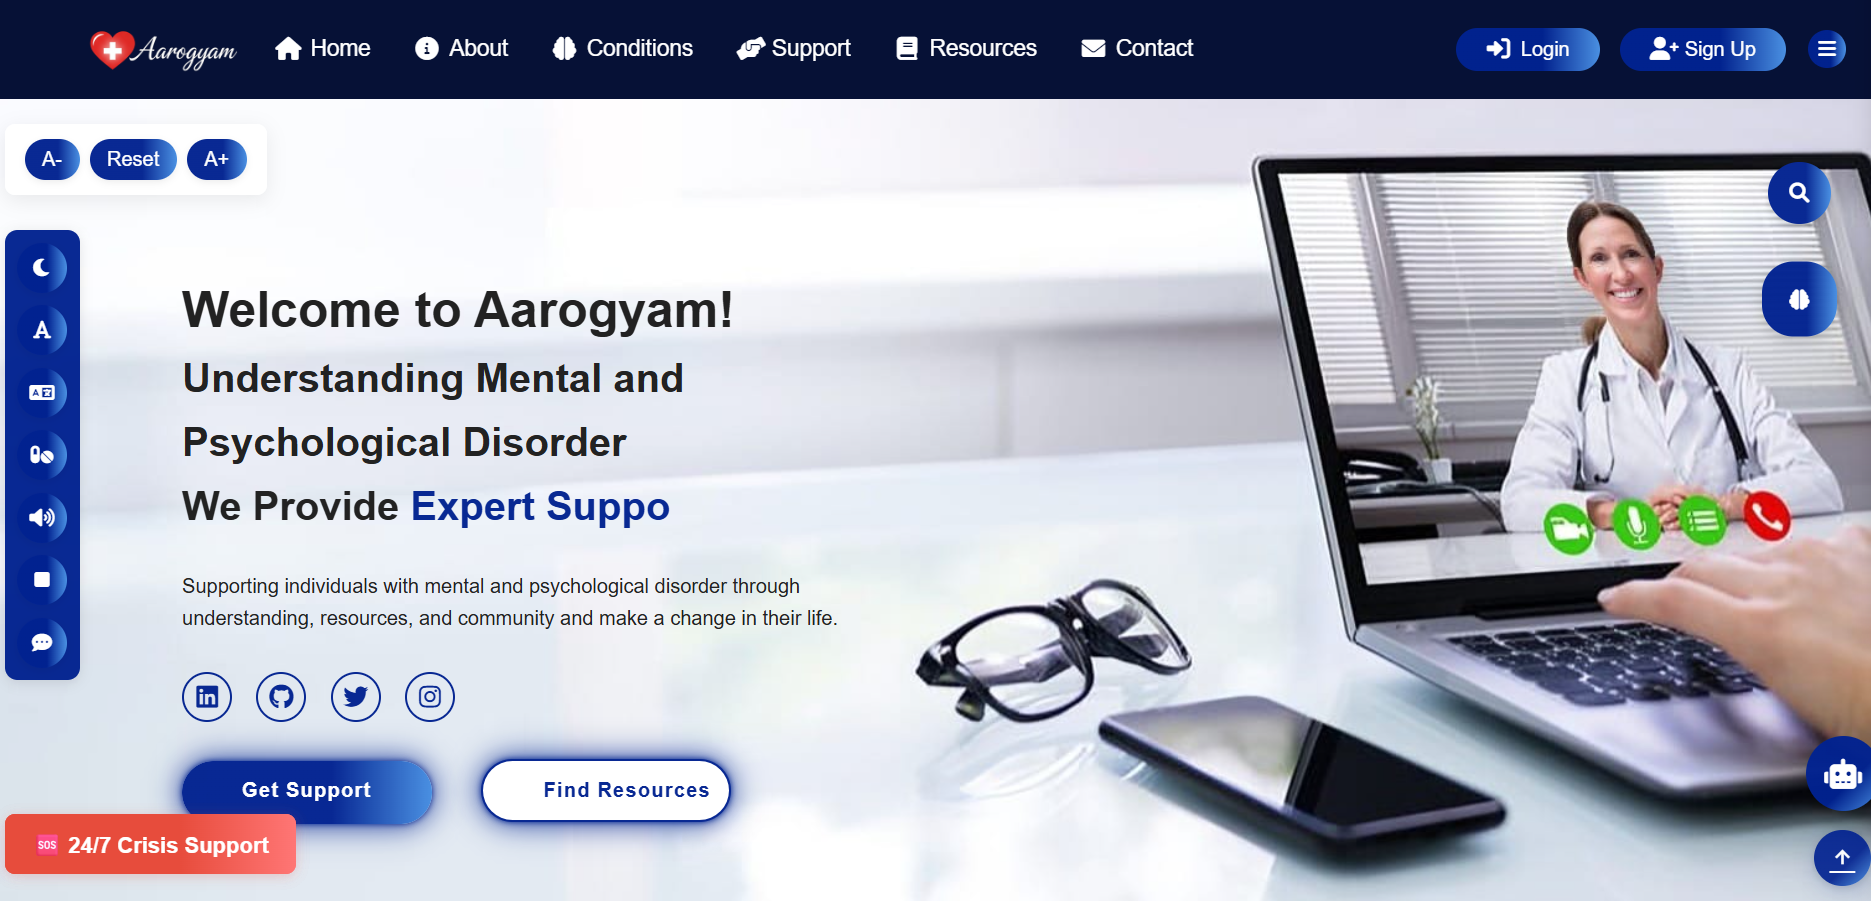 Aarogyam
Home
About
Conditions
Support
Resources
Contact
Login
Sign Up
A-
Reset
A+
A
A
Welcome to Aarogyam!
Understanding Mental and
Psychological Disorder
We Provide Expert Suppo
Supporting individuals with mental and psychological disorder through
understanding, resources, and community and make a change in their life.
in
Get Support
Find Resources
SOS 24/7 Crisis Support